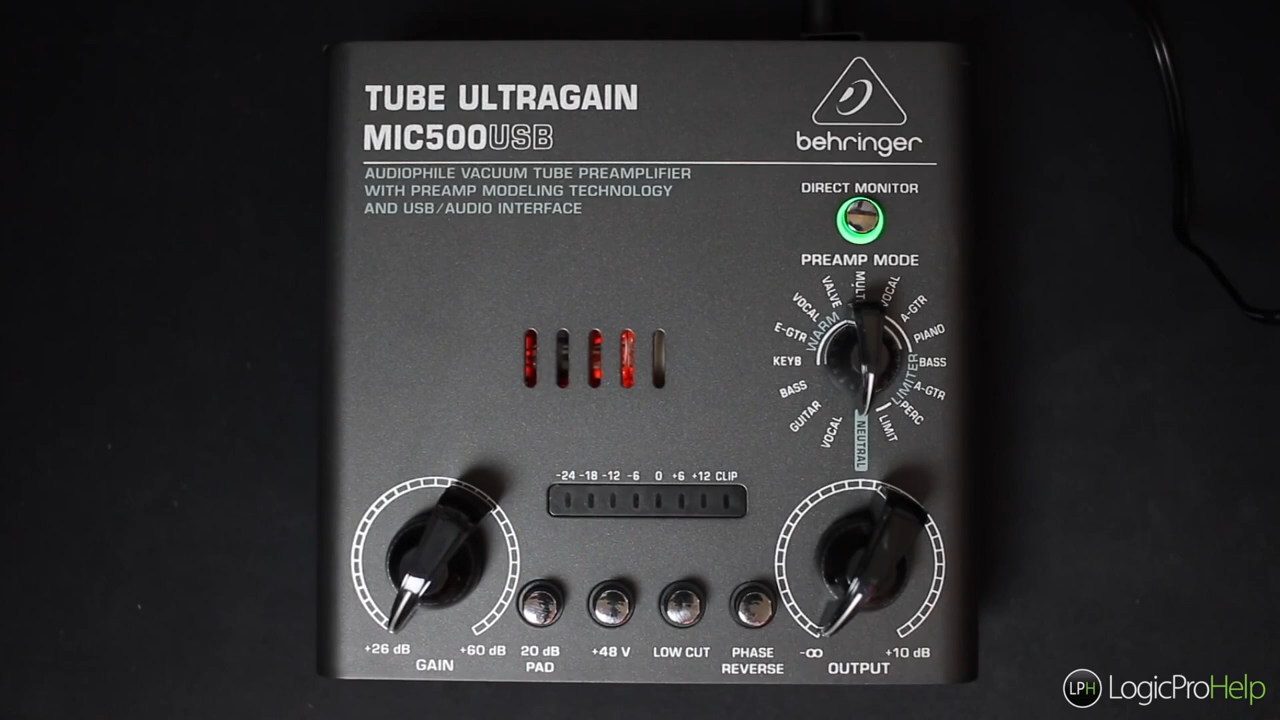 TUBE ULTRAGAIN
MIC500USB
behringer
AUDIOPHILE VACUUM TUBE PREAMPLIFIER
WITH PREAMP MODELING TECHNOLOGY
AND USB/AUDIO INTERFACE
DIRECT MONITOR
PREAMP MODE
NEUTRAL
VOCAL
GUITAR
BASS
KEYB
E-GTR
VOCAL
VALVE
WARM
MULTI
VOCAL
A-GTR
PIANO
BASS
A-GTR
PERC
LIMIT
LIMITER
-24 -18 -12 -6 0 +6 +12 CLIP
+26 dB +60 dB
GAIN
20 dB
PAD
+48 V
LOW CUT
PHASE
REVERSE
-∞ +10 dB
OUTPUT
LPH LogicProHelp